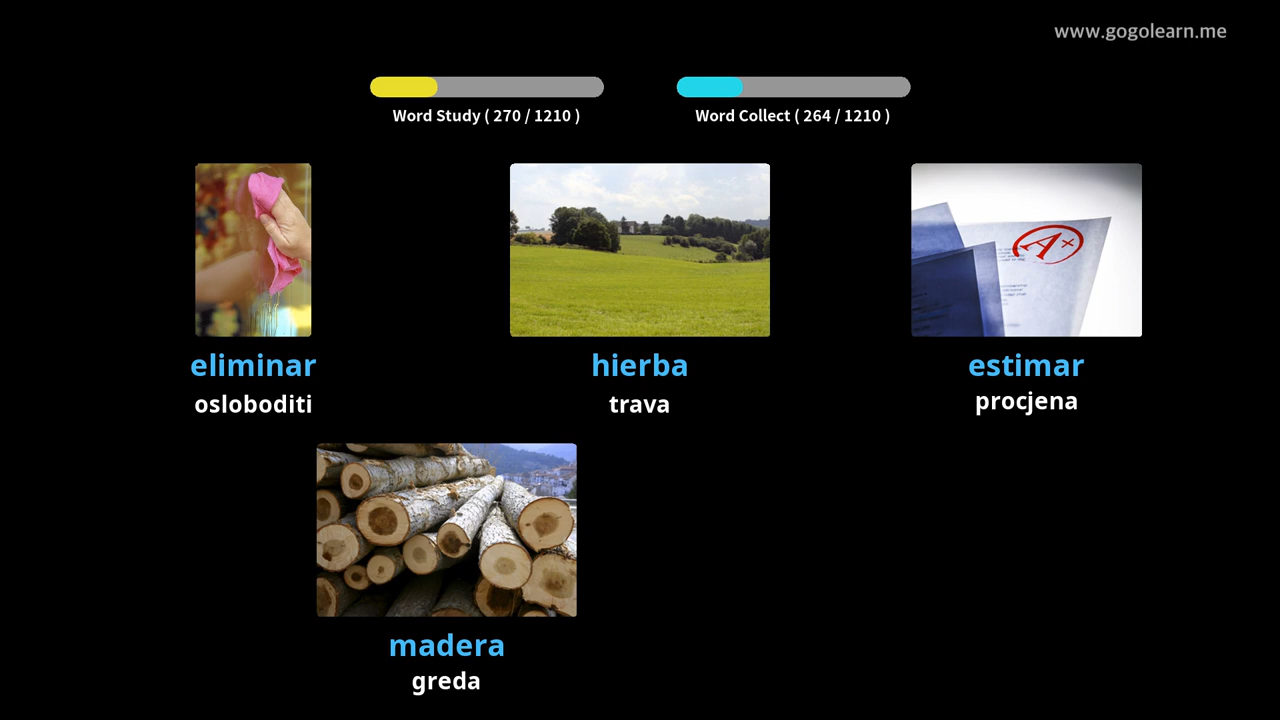 www.gogolearn.me
Word Study ( 270 / 1210 )
Word Collect ( 264 / 1210 )
A+
eliminar
osloboditi
hierba
trava
estimar
procjena
madera
greda